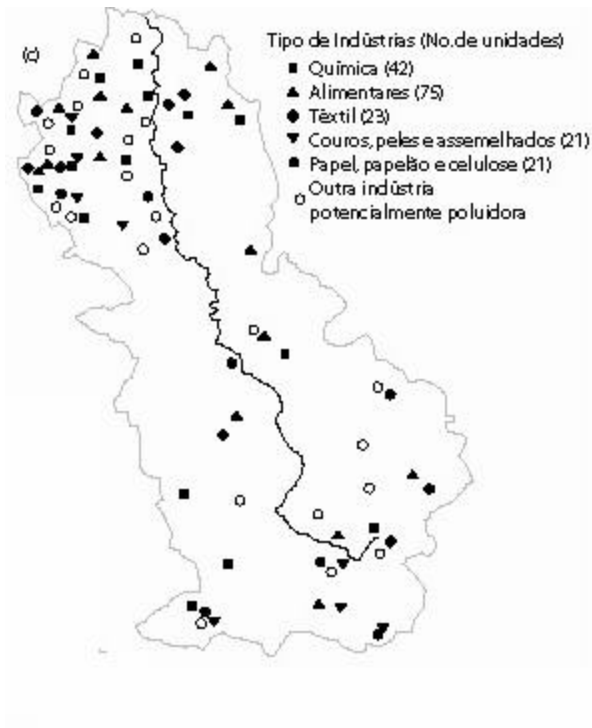 (c)
Tipo de Indústrias (No. de unidades)
Química (42)
Alimentares (75)
Têxtil (23)
Couros, peles e assemelhados (21)
Papel, papelão e celulose (21)
Outra indústria
potencialmente poluidora